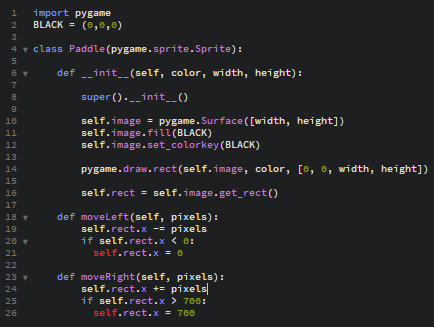 1 import pygame
2 BLACK = (0,0,0)
3
4 class Paddle(pygame.sprite.Sprite):
5
6     def __init__(self, color, width, height):
7
8         super().__init__()
9
10         self.image = pygame.Surface([width, height])
11         self.image.fill(BLACK)
12         self.image.set_colorkey(BLACK)
13
14         pygame.draw.rect(self.image, color, [0, 0, width, height])
15
16         self.rect = self.image.get_rect()
17
18     def moveLeft(self, pixels):
19         self.rect.x -= pixels
20         if self.rect.x < 0:
21           self.rect.x = 0
22
23     def moveRight(self, pixels):
24         self.rect.x += pixels
25         if self.rect.x > 700:
26           self.rect.x = 700